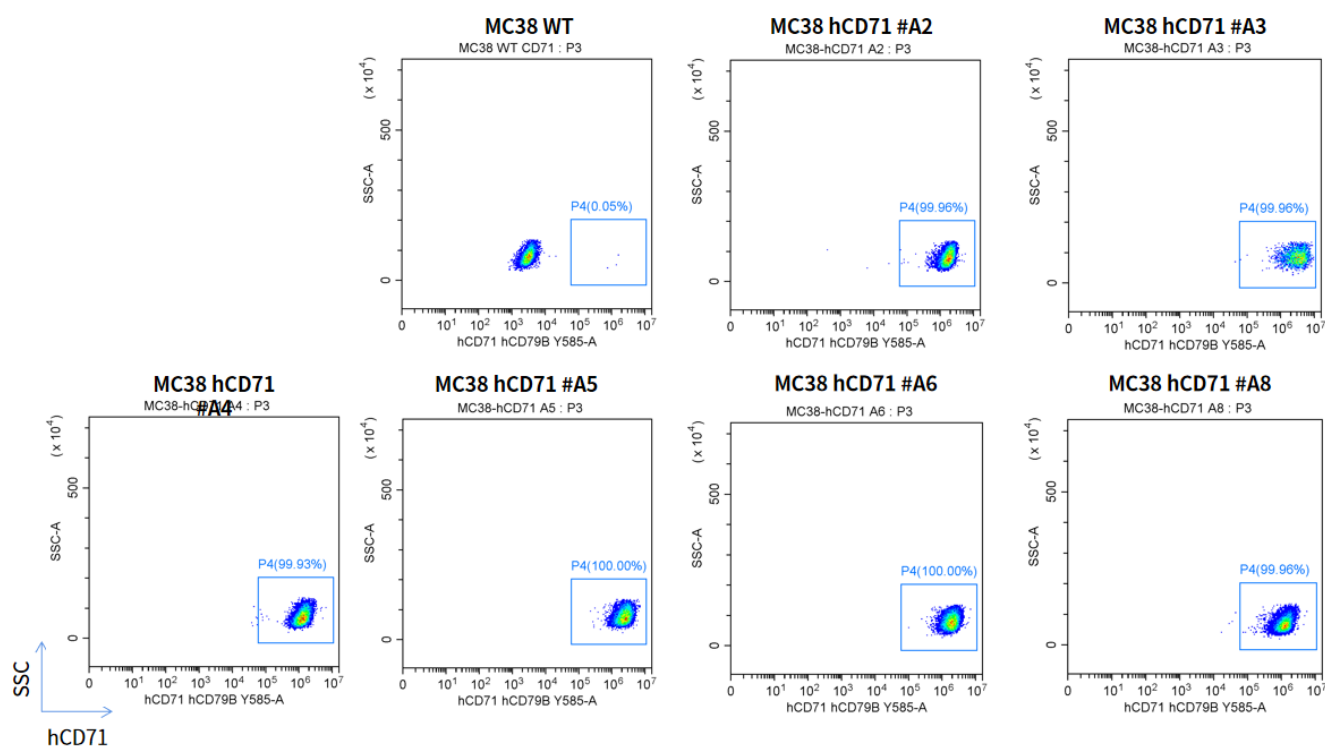 MC38 WT
MC38 WT CD71 : P3
(x 10⁴)
500
0
SSC-A
P4(0.05%)
0 10¹ 10² 10³ 10⁴ 10⁵ 10⁶ 10⁷
hCD71 hCD79B Y585-A
MC38 hCD71 #A2
MC38-hCD71 A2 : P3
(x 10⁴)
500
0
SSC-A
P4(99.96%)
0 10¹ 10² 10³ 10⁴ 10⁵ 10⁶ 10⁷
hCD71 hCD79B Y585-A
MC38 hCD71 #A3
MC38-hCD71 A3 : P3
(x 10⁴)
500
0
SSC-A
P4(99.96%)
0 10¹ 10² 10³ 10⁴ 10⁵ 10⁶ 10⁷
hCD71 hCD79B Y585-A
MC38 hCD71
#A4
MC38-hCD71 A4 : P3
(x 10⁴)
500
0
SSC-A
P4(99.93%)
0 10¹ 10² 10³ 10⁴ 10⁵ 10⁶ 10⁷
hCD71 hCD79B Y585-A
MC38 hCD71 #A5
MC38-hCD71 A5 : P3
(x 10⁴)
500
0
SSC-A
P4(100.00%)
0 10¹ 10² 10³ 10⁴ 10⁵ 10⁶ 10⁷
hCD71 hCD79B Y585-A
MC38 hCD71 #A6
MC38-hCD71 A6 : P3
(x 10⁴)
500
0
SSC-A
P4(100.00%)
0 10¹ 10² 10³ 10⁴ 10⁵ 10⁶ 10⁷
hCD71 hCD79B Y585-A
MC38 hCD71 #A8
MC38-hCD71 A8 : P3
(x 10⁴)
500
0
SSC-A
P4(99.96%)
0 10¹ 10² 10³ 10⁴ 10⁵ 10⁶ 10⁷
hCD71 hCD79B Y585-A
SSC
hCD71